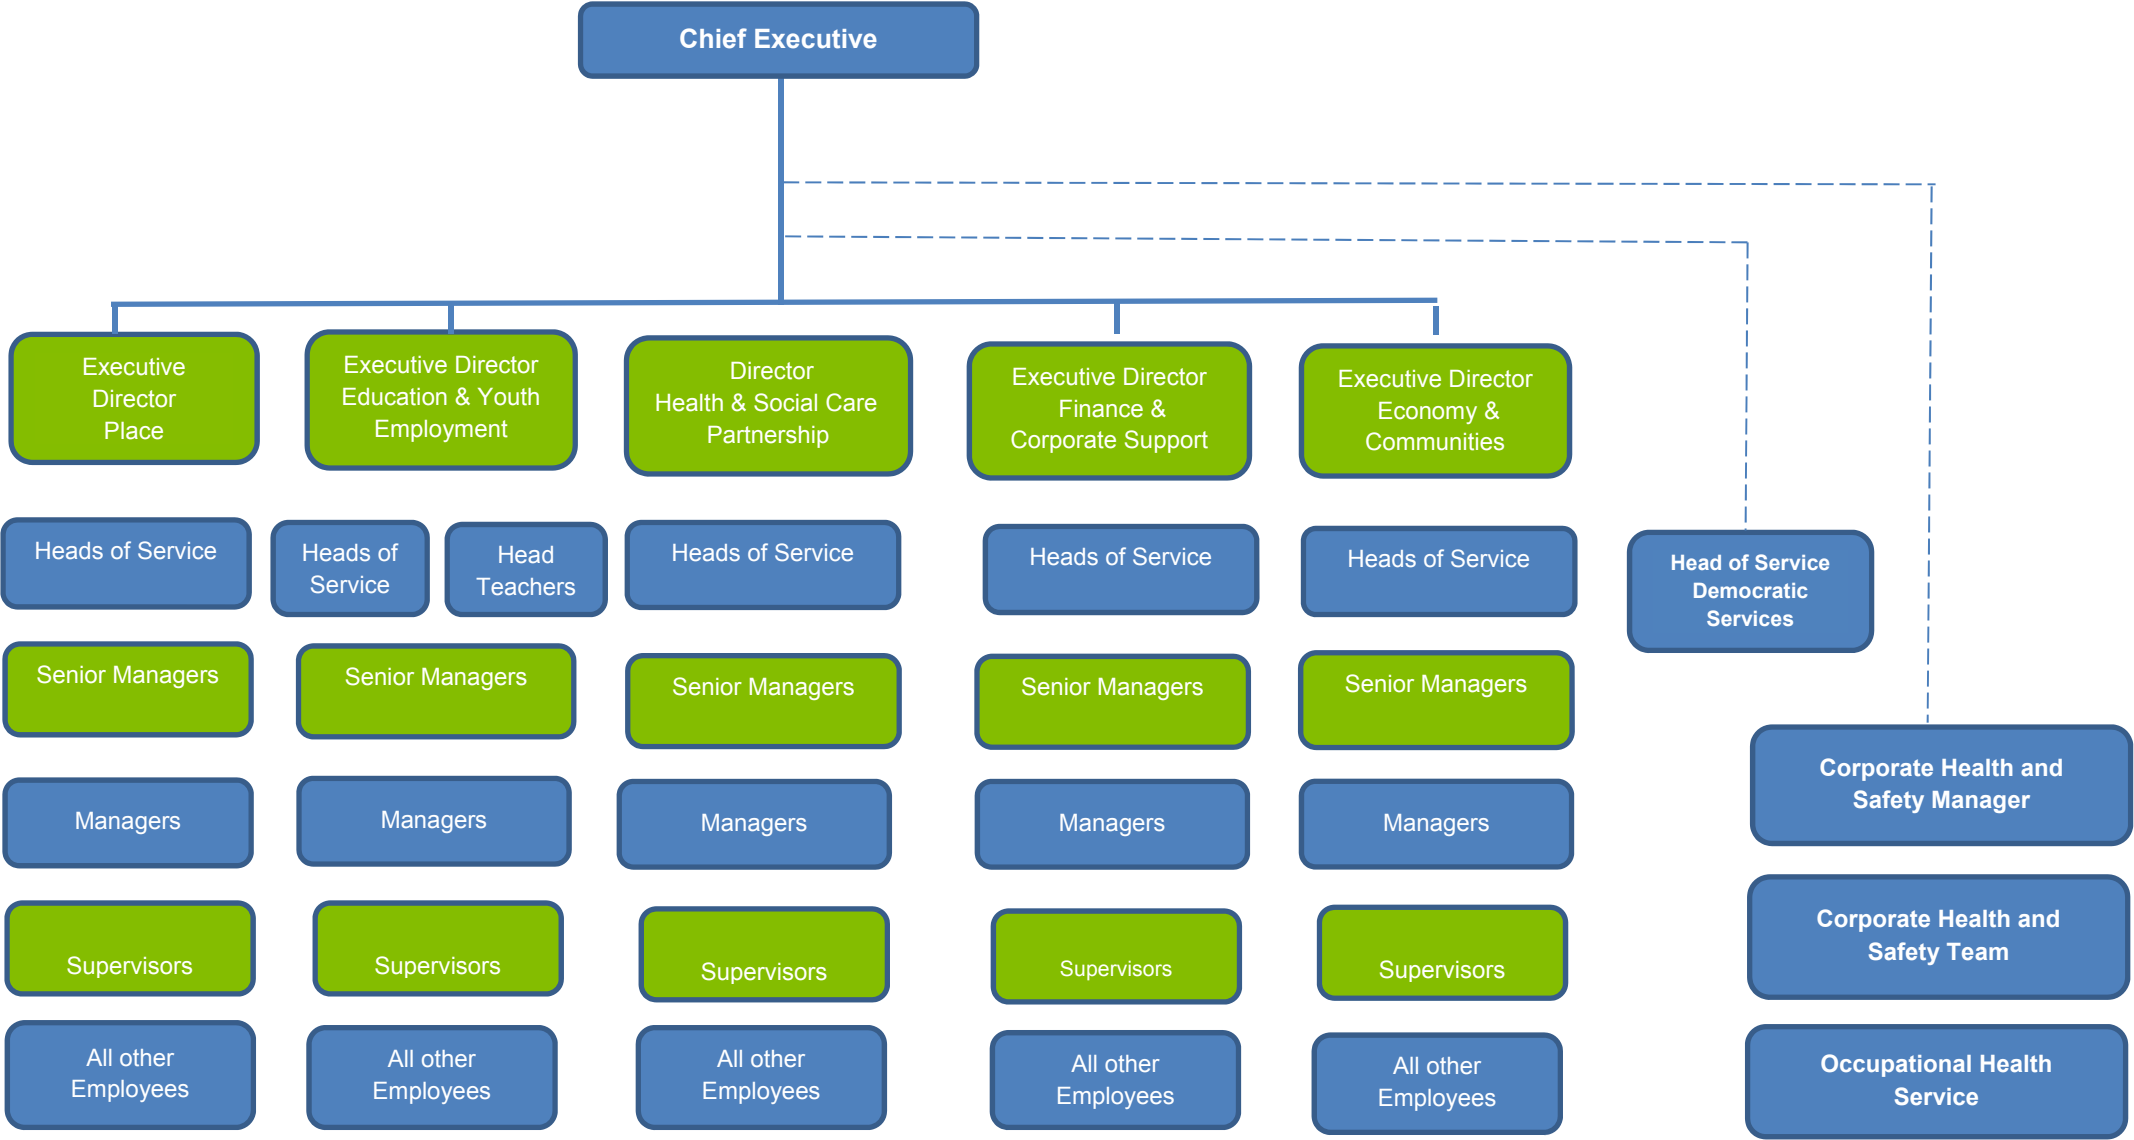 Chief Executive
Executive
Director
Place
Executive Director
Education & Youth
Employment
Director
Health & Social Care
Partnership
Executive Director
Finance &
Corporate Support
Executive Director
Economy &
Communities
Heads of Service
Heads of
Service
Head
Teachers
Heads of Service
Heads of Service
Heads of Service
Head of Service
Democratic
Services
Senior Managers
Senior Managers
Senior Managers
Senior Managers
Senior Managers
Corporate Health and
Safety Manager
Managers
Managers
Managers
Managers
Managers
Corporate Health and
Safety Team
Supervisors
Supervisors
Supervisors
Supervisors
Supervisors
Occupational Health
Service
All other
Employees
All other
Employees
All other
Employees
All other
Employees
All other
Employees